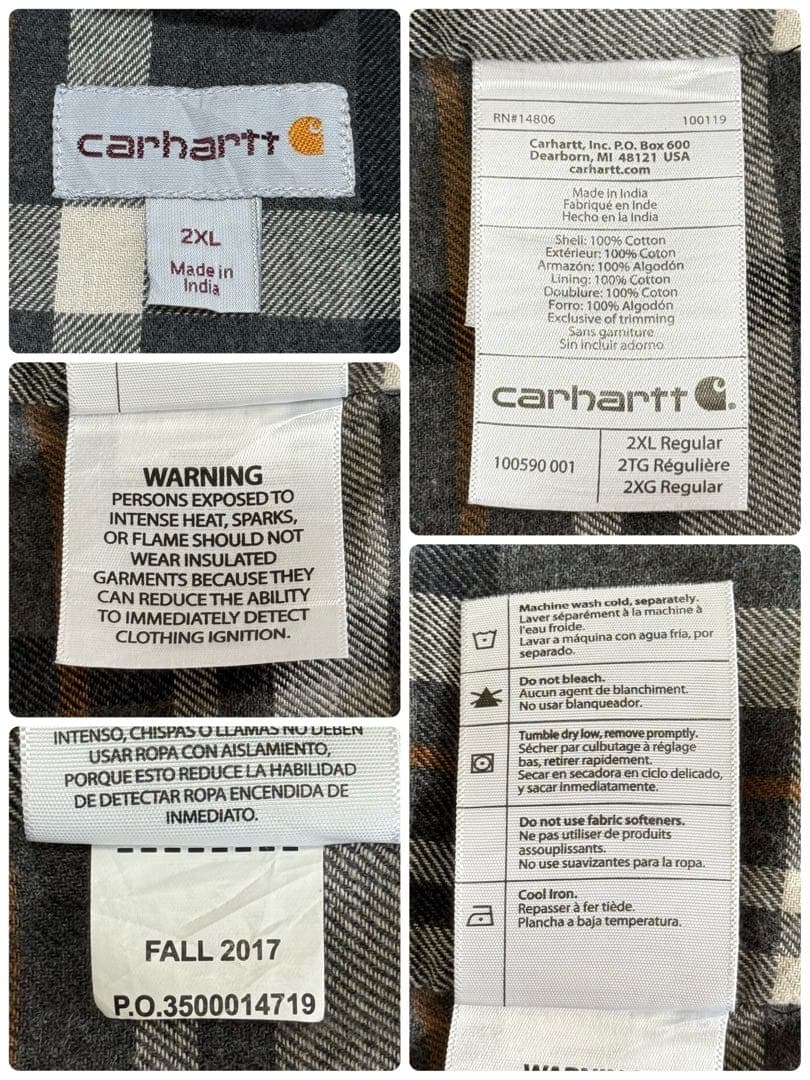 carhartt
2XL
Made in
India
RN#14806 100119
Carhartt, Inc. P.O. Box 600
Dearborn, MI 48121 USA
carhartt.com
Made in India
Fabriqué en Inde
Hecho en la India
Shell: 100% Cotton
Extérieur: 100% Coton
Armazón: 100% Algodón
Lining: 100% Cotton
Doublure: 100% Coton
Forro: 100% Algodón
Exclusive of trimming
Sans garniture
Sin incluir adorno
carhartt
100590 001
2XL Regular
2TG Régulière
2XG Regular
WARNING
PERSONS EXPOSED TO
INTENSE HEAT, SPARKS,
OR FLAME SHOULD NOT
WEAR INSULATED
GARMENTS BECAUSE THEY
CAN REDUCE THE ABILITY
TO IMMEDIATELY DETECT
CLOTHING IGNITION.
Machine wash cold, separately.
Laver séparément à la machine à
l'eau froide.
Lavar a máquina con agua fría, por
separado.
Do not bleach.
Aucun agent de blanchiment.
No usar blanqueador.
Tumble dry low, remove promptly.
Sécher par culbutage à réglage
bas, retirer rapidement.
Secar en secadora en ciclo delicado,
y sacar inmediatamente.
Do not use fabric softeners.
Ne pas utiliser de produits
assouplissants.
No use suavizantes para la ropa.
Cool Iron.
Repasser à fer tiède.
Plancha a baja temperatura.
WARNING
INTENSO, CHISPAS O LLAMAS NO DEBEN
USAR ROPA CON AISLAMIENTO,
PORQUE ESTO REDUCE LA HABILIDAD
DE DETECTAR ROPA ENCENDIDA DE
INMEDIATO.
FALL 2017
P.O.3500014719